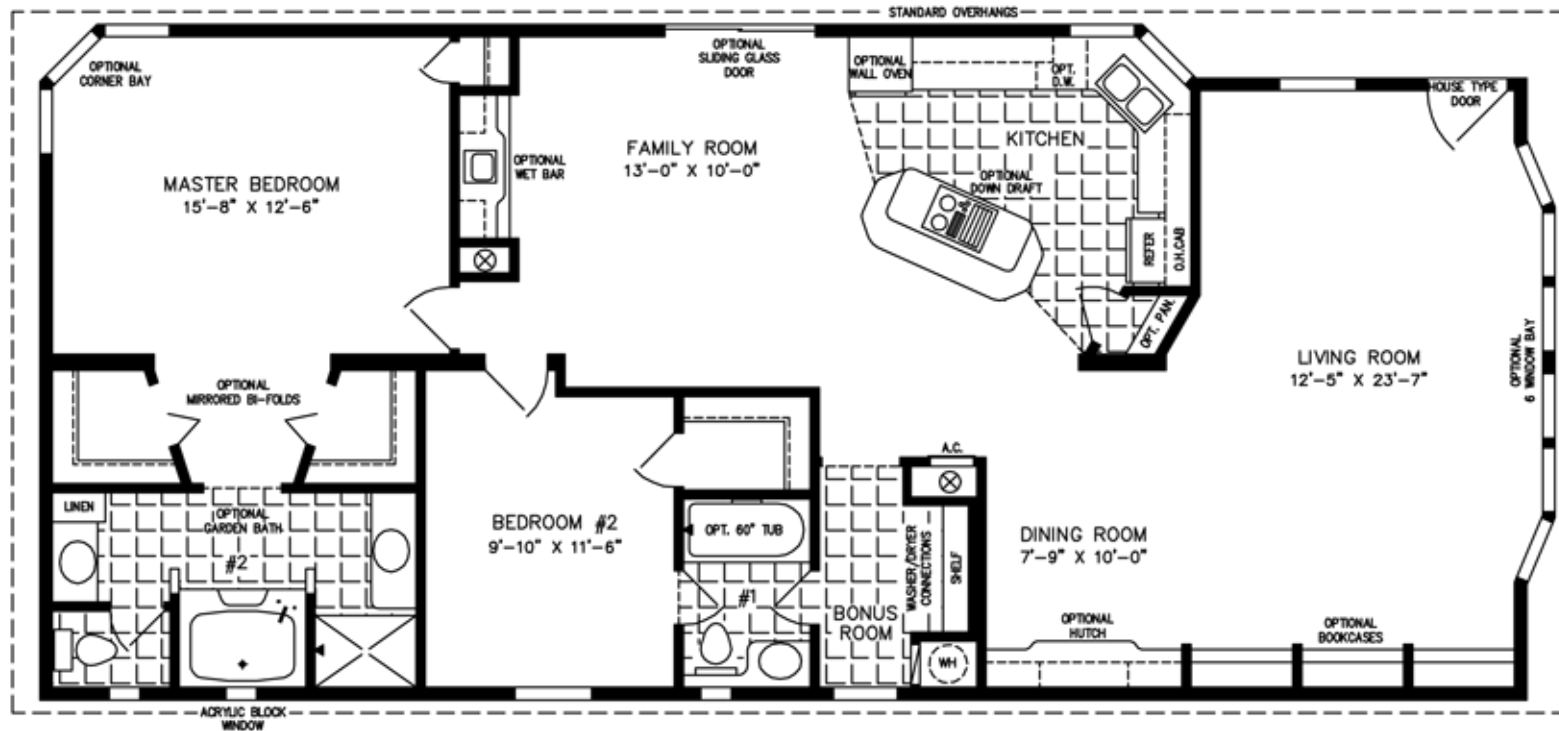 STANDARD OVERHANGS
OPTIONAL
CORNER BAY
MASTER BEDROOM
15'-8" X 12'-6"
OPTIONAL
WET BAR
OPTIONAL
SLIDING GLASS
DOOR
FAMILY ROOM
13'-0" X 10'-0"
OPTIONAL
WALL OVEN
OPT.
D.W.
KITCHEN
OPTIONAL
DOWN DRAFT
REFER
O.H.CAB
OPT. PAN.
HOUSE TYPE
DOOR
LIVING ROOM
12'-5" X 23'-7"
OPTIONAL
6 WINDOW BAY
OPTIONAL
MIRRORED BI-FOLDS
LINEN
OPTIONAL
GARDEN BATH
#2
BEDROOM #2
9'-10" X 11'-6"
OPT. 60" TUB
#1
BONUS
ROOM
A.C.
WASHER/DRYER
CONNECTIONS
SHELF
WH
DINING ROOM
7'-9" X 10'-0"
OPTIONAL
HUTCH
OPTIONAL
BOOKCASES
ACRYLIC BLOCK
WINDOW